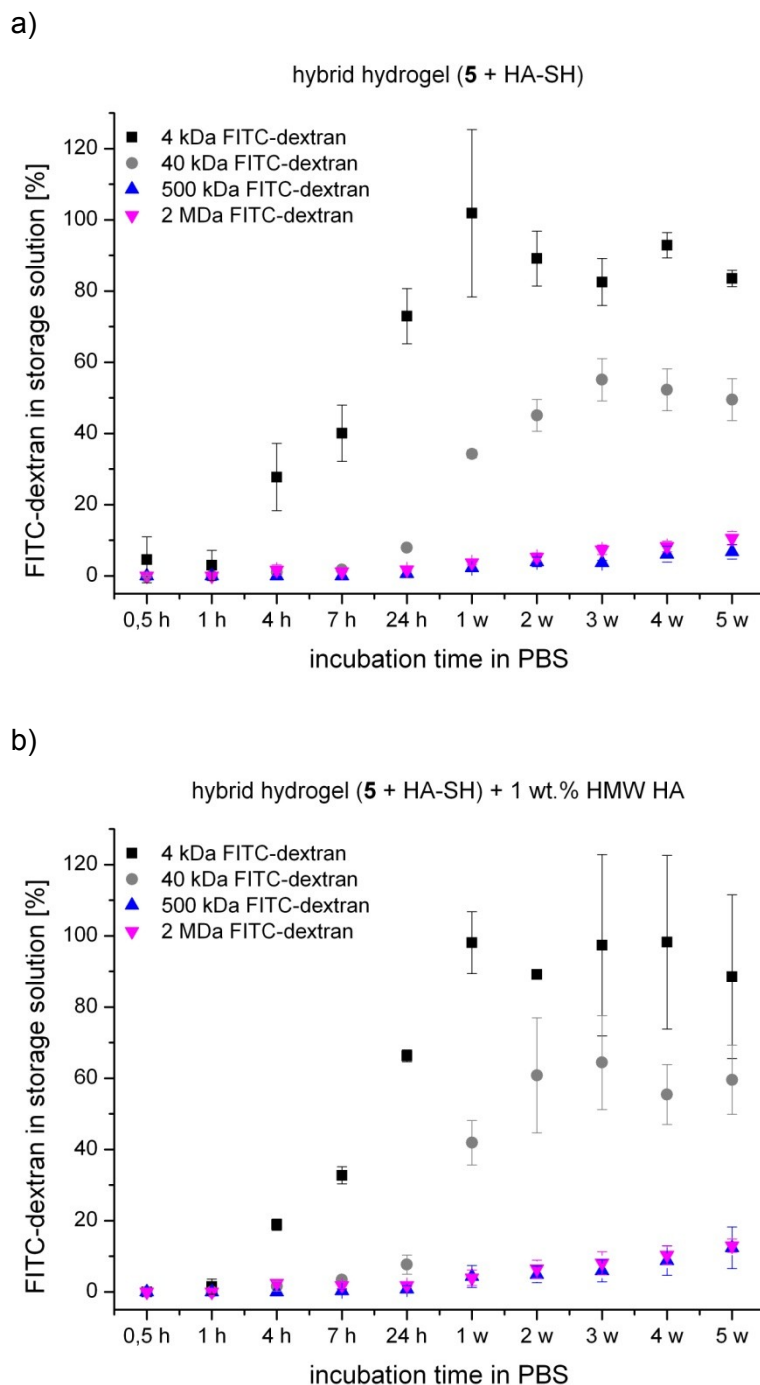 a)
hybrid hydrogel (5 + HA-SH)
4 kDa FITC-dextran
40 kDa FITC-dextran
500 kDa FITC-dextran
2 MDa FITC-dextran
FITC-dextran in storage solution [%]
120
100
80
60
40
20
0
0,5 h 1 h 4 h 7 h 24 h 1 w 2 w 3 w 4 w 5 w
incubation time in PBS
b)
hybrid hydrogel (5 + HA-SH) + 1 wt.% HMW HA
4 kDa FITC-dextran
40 kDa FITC-dextran
500 kDa FITC-dextran
2 MDa FITC-dextran
FITC-dextran in storage solution [%]
120
100
80
60
40
20
0
0,5 h 1 h 4 h 7 h 24 h 1 w 2 w 3 w 4 w 5 w
incubation time in PBS